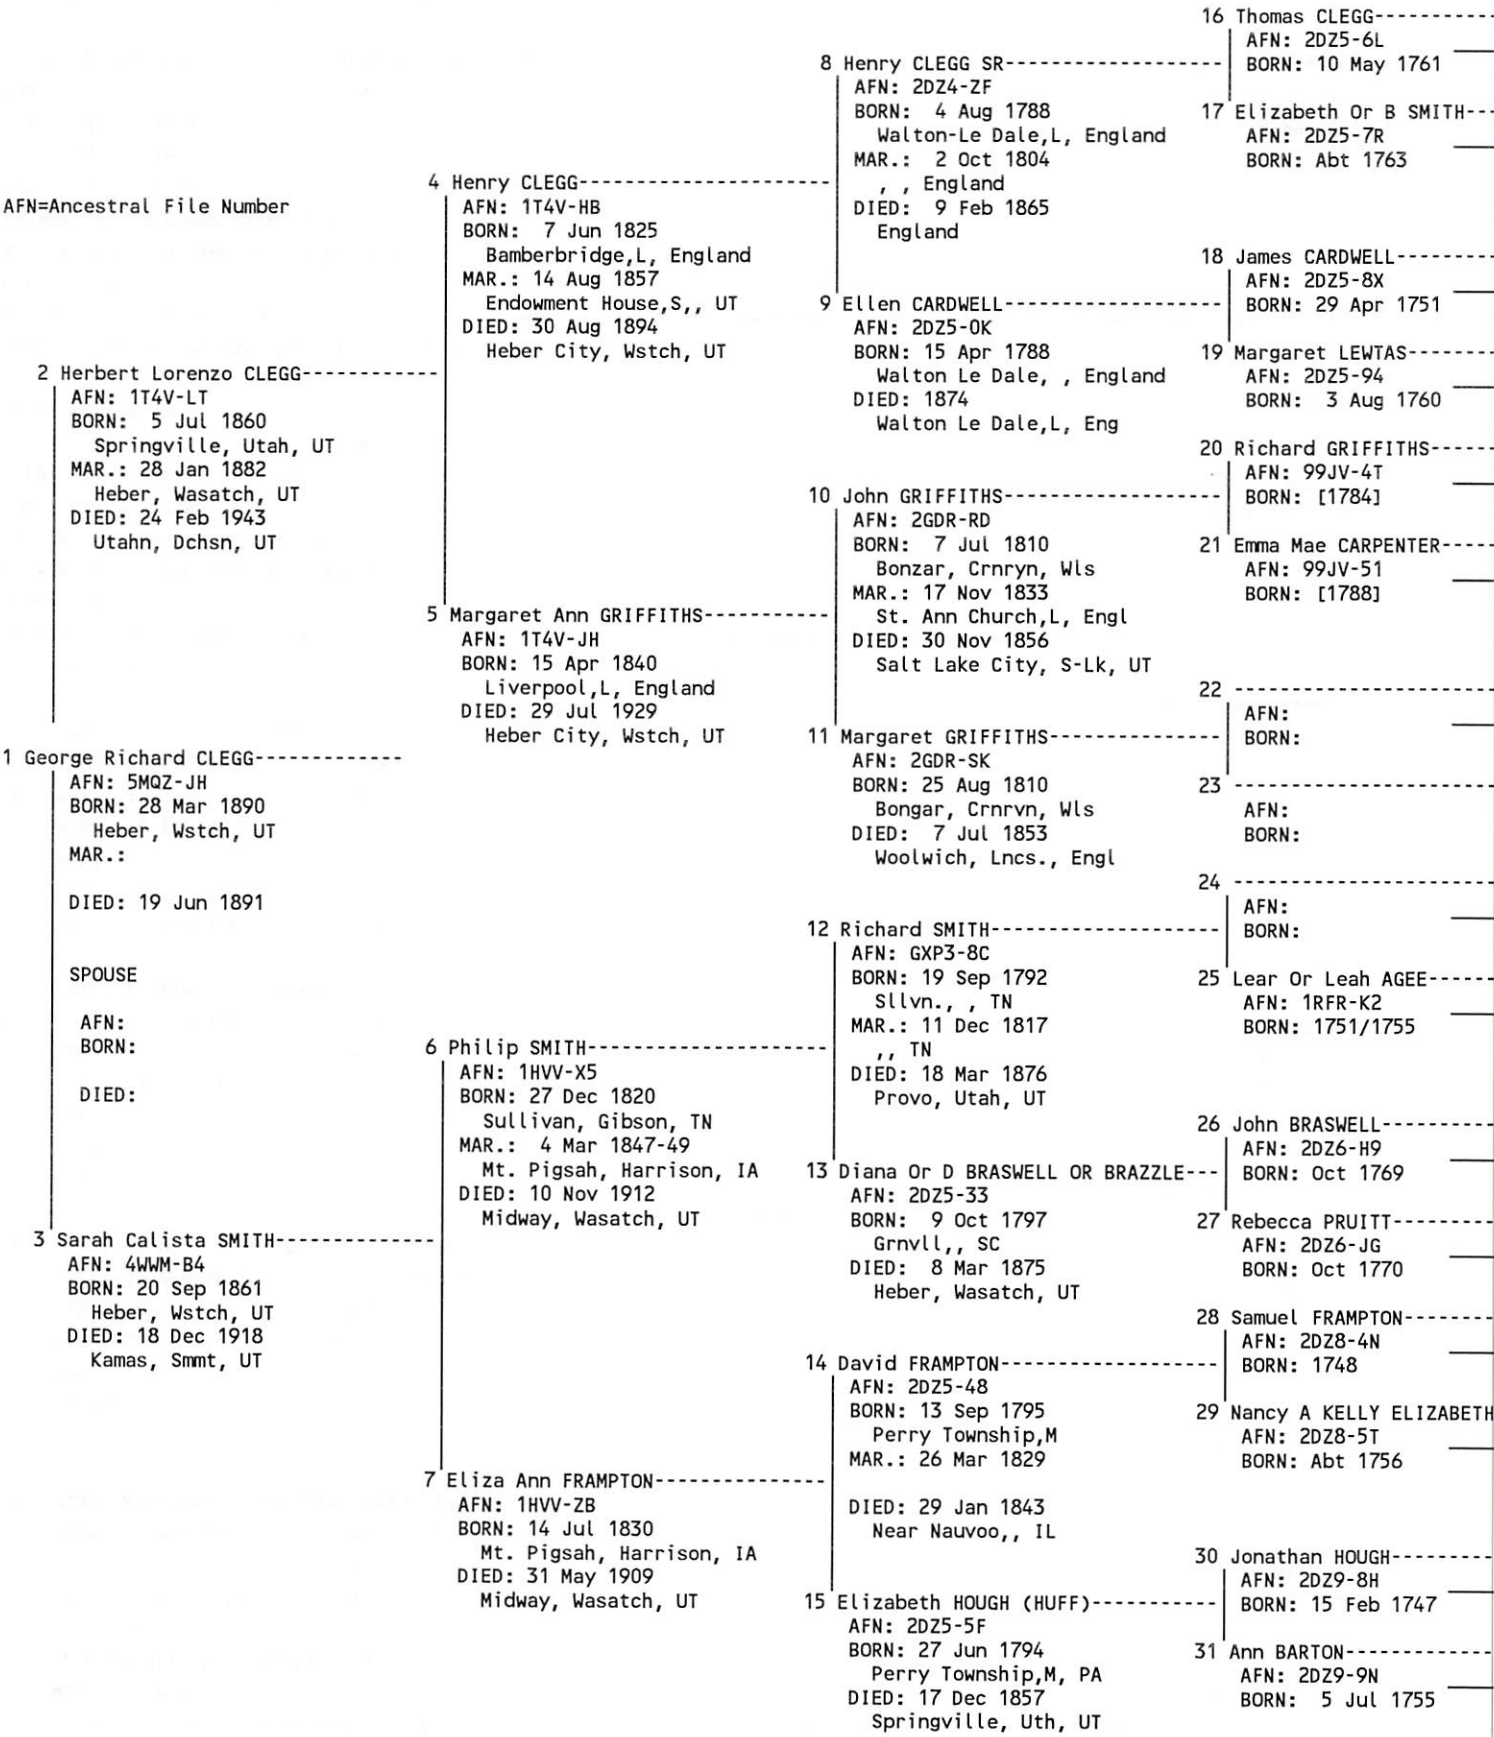 AFN=Ancestral File Number
1 George Richard CLEGG-------------
AFN: 5MQZ-JH
BORN: 28 Mar 1890
Heber, Wstch, UT
MAR.:
DIED: 19 Jun 1891
SPOUSE
AFN:
BORN:
DIED:
2 Herbert Lorenzo CLEGG------------
AFN: 1T4V-LT
BORN: 5 Jul 1860
Springville, Utah, UT
MAR.: 28 Jan 1882
Heber, Wasatch, UT
DIED: 24 Feb 1943
Utahn, Dchsn, UT
3 Sarah Calista SMITH--------------
AFN: 4WWM-B4
BORN: 20 Sep 1861
Heber, Wstch, UT
DIED: 18 Dec 1918
Kamas, Smmt, UT
4 Henry CLEGG----------------------
AFN: 1T4V-HB
BORN: 7 Jun 1825
Bamberbridge,L, England
MAR.: 14 Aug 1857
Endowment House,S,, UT
DIED: 30 Aug 1894
Heber City, Wstch, UT
5 Margaret Ann GRIFFITHS-----------
AFN: 1T4V-JH
BORN: 15 Apr 1840
Liverpool,L, England
DIED: 29 Jul 1929
Heber City, Wstch, UT
6 Philip SMITH---------------------
AFN: 1HVV-X5
BORN: 27 Dec 1820
Sullivan, Gibson, TN
MAR.: 4 Mar 1847-49
Mt. Pigsah, Harrison, IA
DIED: 10 Nov 1912
Midway, Wasatch, UT
7 Eliza Ann FRAMPTON---------------
AFN: 1HVV-ZB
BORN: 14 Jul 1830
Mt. Pigsah, Harrison, IA
DIED: 31 May 1909
Midway, Wasatch, UT
8 Henry CLEGG SR-------------------
AFN: 2DZ4-ZF
BORN: 4 Aug 1788
Walton-Le Dale,L, England
MAR.: 2 Oct 1804
, , England
DIED: 9 Feb 1865
England
9 Ellen CARDWELL-------------------
AFN: 2DZ5-0K
BORN: 15 Apr 1788
Walton Le Dale, , England
DIED: 1874
Walton Le Dale,L, Eng
10 John GRIFFITHS-------------------
AFN: 2GDR-RD
BORN: 7 Jul 1810
Bonzar, Crnryn, Wls
MAR.: 17 Nov 1833
St. Ann Church,L, Engl
DIED: 30 Nov 1856
Salt Lake City, S-Lk, UT
11 Margaret GRIFFITHS---------------
AFN: 2GDR-SK
BORN: 25 Aug 1810
Bongar, Crnrvn, Wls
DIED: 7 Jul 1853
Woolwich, Lncs., Engl
12 Richard SMITH--------------------
AFN: GXP3-8C
BORN: 19 Sep 1792
Sllvn., , TN
MAR.: 11 Dec 1817
,, TN
DIED: 18 Mar 1876
Provo, Utah, UT
13 Diana Or D BRASWELL OR BRAZZLE---
AFN: 2DZ5-33
BORN: 9 Oct 1797
Grnvll,, SC
DIED: 8 Mar 1875
Heber, Wasatch, UT
14 David FRAMPTON-------------------
AFN: 2DZ5-48
BORN: 13 Sep 1795
Perry Township,M
MAR.: 26 Mar 1829
DIED: 29 Jan 1843
Near Nauvoo,, IL
15 Elizabeth HOUGH (HUFF)-----------
AFN: 2DZ5-5F
BORN: 27 Jun 1794
Perry Township,M, PA
DIED: 17 Dec 1857
Springville, Uth, UT
16 Thomas CLEGG-----------
AFN: 2DZ5-6L
BORN: 10 May 1761
17 Elizabeth Or B SMITH---
AFN: 2DZ5-7R
BORN: Abt 1763
18 James CARDWELL---------
AFN: 2DZ5-8X
BORN: 29 Apr 1751
19 Margaret LEWTAS--------
AFN: 2DZ5-94
BORN: 3 Aug 1760
20 Richard GRIFFITHS------
AFN: 99JV-4T
BORN: [1784]
21 Emma Mae CARPENTER-----
AFN: 99JV-51
BORN: [1788]
22 -----------------------
AFN:
BORN:
23 -----------------------
AFN:
BORN:
24 -----------------------
AFN:
BORN:
25 Lear Or Leah AGEE------
AFN: 1RFR-K2
BORN: 1751/1755
26 John BRASWELL----------
AFN: 2DZ6-H9
BORN: Oct 1769
27 Rebecca PRUITT---------
AFN: 2DZ6-JG
BORN: Oct 1770
28 Samuel FRAMPTON--------
AFN: 2DZ8-4N
BORN: 1748
29 Nancy A KELLY ELIZABETH
AFN: 2DZ8-5T
BORN: Abt 1756
30 Jonathan HOUGH---------
AFN: 2DZ9-8H
BORN: 15 Feb 1747
31 Ann BARTON-------------
AFN: 2DZ9-9N
BORN: 5 Jul 1755